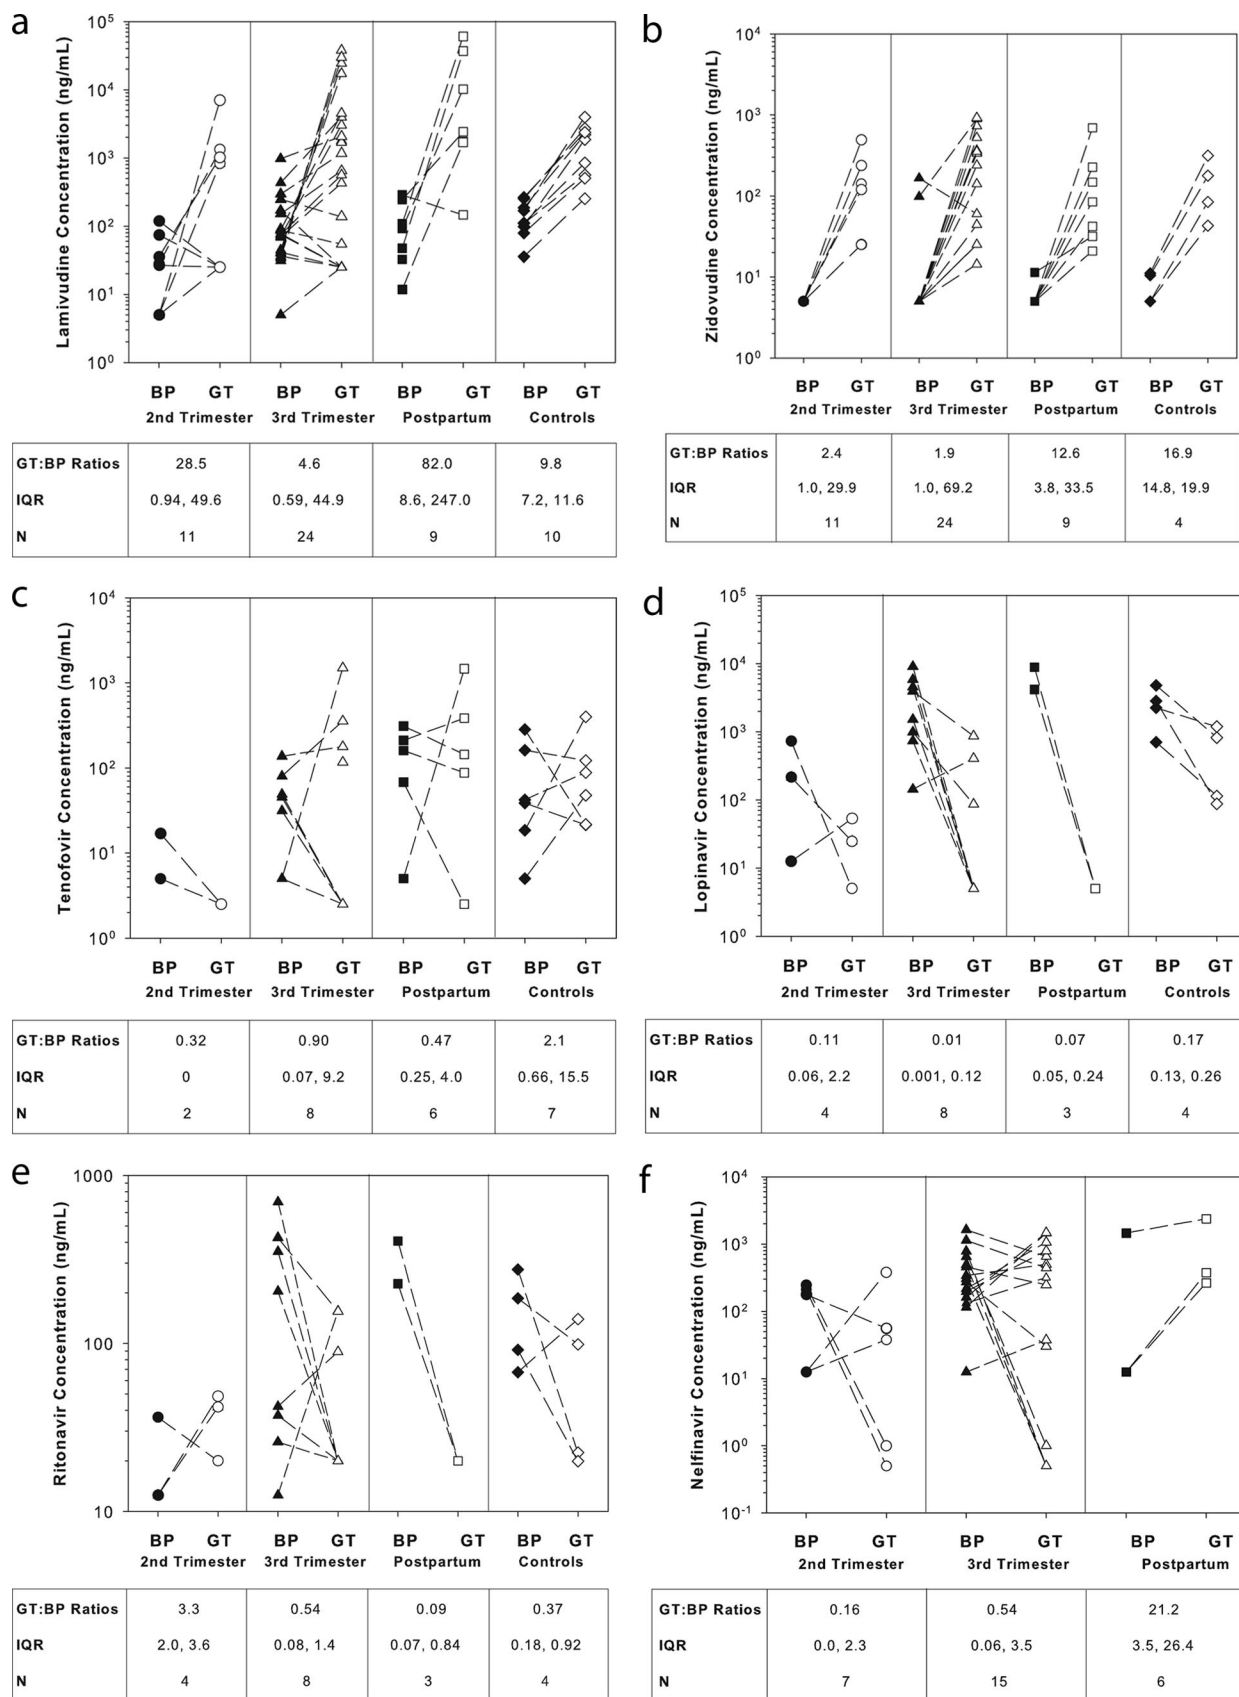 a
Lamivudine Concentration (ng/mL)
10^5
10^4
10^3
10^2
10^1
10^0
BP GT BP GT BP GT BP GT
2nd Trimester 3rd Trimester Postpartum Controls
GT:BP Ratios 28.5 4.6 82.0 9.8
IQR 0.94, 49.6 0.59, 44.9 8.6, 247.0 7.2, 11.6
N 11 24 9 10
b
Zidovudine Concentration (ng/mL)
10^4
10^3
10^2
10^1
10^0
BP GT BP GT BP GT BP GT
2nd Trimester 3rd Trimester Postpartum Controls
GT:BP Ratios 2.4 1.9 12.6 16.9
IQR 1.0, 29.9 1.0, 69.2 3.8, 33.5 14.8, 19.9
N 11 24 9 4
c
Tenofovir Concentration (ng/mL)
10^4
10^3
10^2
10^1
10^0
BP GT BP GT BP GT BP GT
2nd Trimester 3rd Trimester Postpartum Controls
GT:BP Ratios 0.32 0.90 0.47 2.1
IQR 0 0.07, 9.2 0.25, 4.0 0.66, 15.5
N 2 8 6 7
d
Lopinavir Concentration (ng/mL)
10^5
10^4
10^3
10^2
10^1
10^0
BP GT BP GT BP GT BP GT
2nd Trimester 3rd Trimester Postpartum Controls
GT:BP Ratios 0.11 0.01 0.07 0.17
IQR 0.06, 2.2 0.001, 0.12 0.05, 0.24 0.13, 0.26
N 4 8 3 4
e
Ritonavir Concentration (ng/mL)
1000
100
10
BP GT BP GT BP GT BP GT
2nd Trimester 3rd Trimester Postpartum Controls
GT:BP Ratios 3.3 0.54 0.09 0.37
IQR 2.0, 3.6 0.08, 1.4 0.07, 0.84 0.18, 0.92
N 4 8 3 4
f
Nelfinavir Concentration (ng/mL)
10^4
10^3
10^2
10^1
10^0
10^-1
BP GT BP GT BP GT
2nd Trimester 3rd Trimester Postpartum
GT:BP Ratios 0.16 0.54 21.2
IQR 0.0, 2.3 0.06, 3.5 3.5, 26.4
N 7 15 6